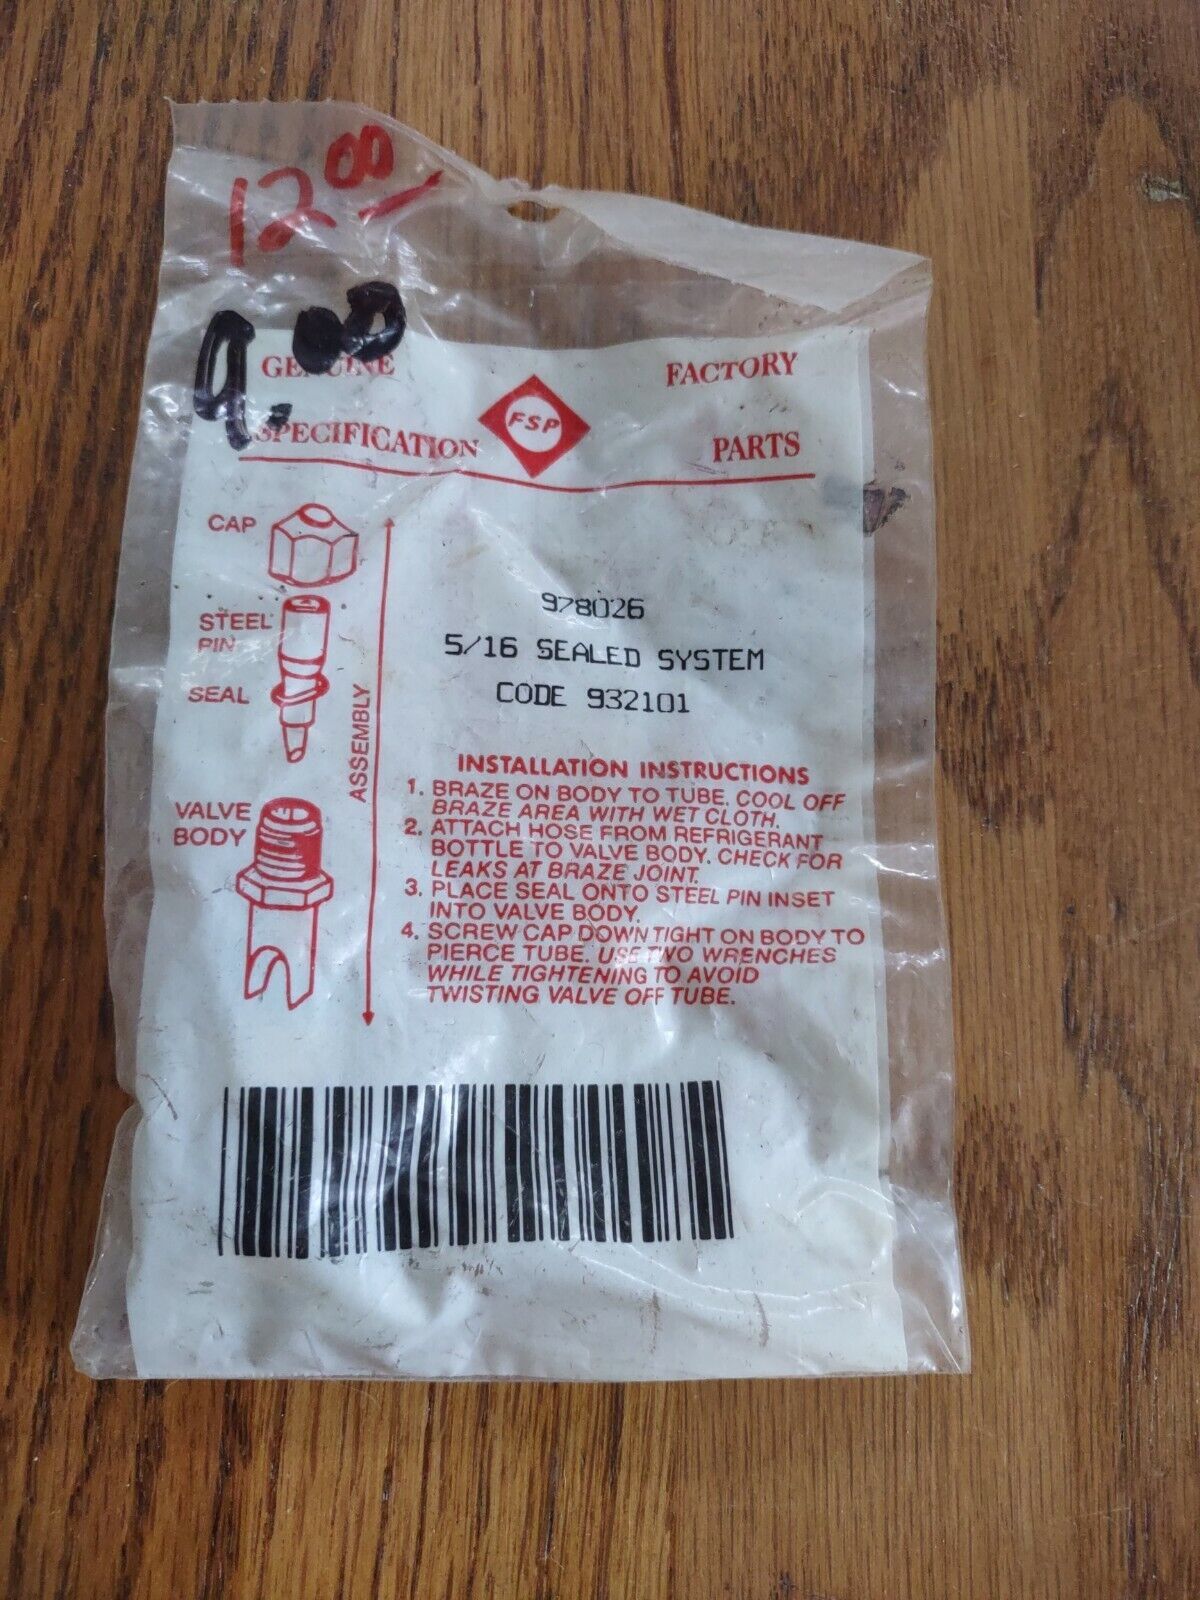 12.00
9.00
GENUINE FACTORY
FSP
SPECIFICATION PARTS
CAP
STEEL
PIN
SEAL
ASSEMBLY
VALVE
BODY
978026
5/16 SEALED SYSTEM
CODE 932101
INSTALLATION INSTRUCTIONS
1. BRAZE ON BODY TO TUBE. COOL OFF
BRAZE AREA WITH WET CLOTH.
2. ATTACH HOSE FROM REFRIGERANT
BOTTLE TO VALVE BODY. CHECK FOR
LEAKS AT BRAZE JOINT.
3. PLACE SEAL ONTO STEEL PIN INSET
INTO VALVE BODY.
4. SCREW CAP DOWN TIGHT ON BODY TO
PIERCE TUBE. USE TWO WRENCHES
WHILE TIGHTENING TO AVOID
TWISTING VALVE OFF TUBE.